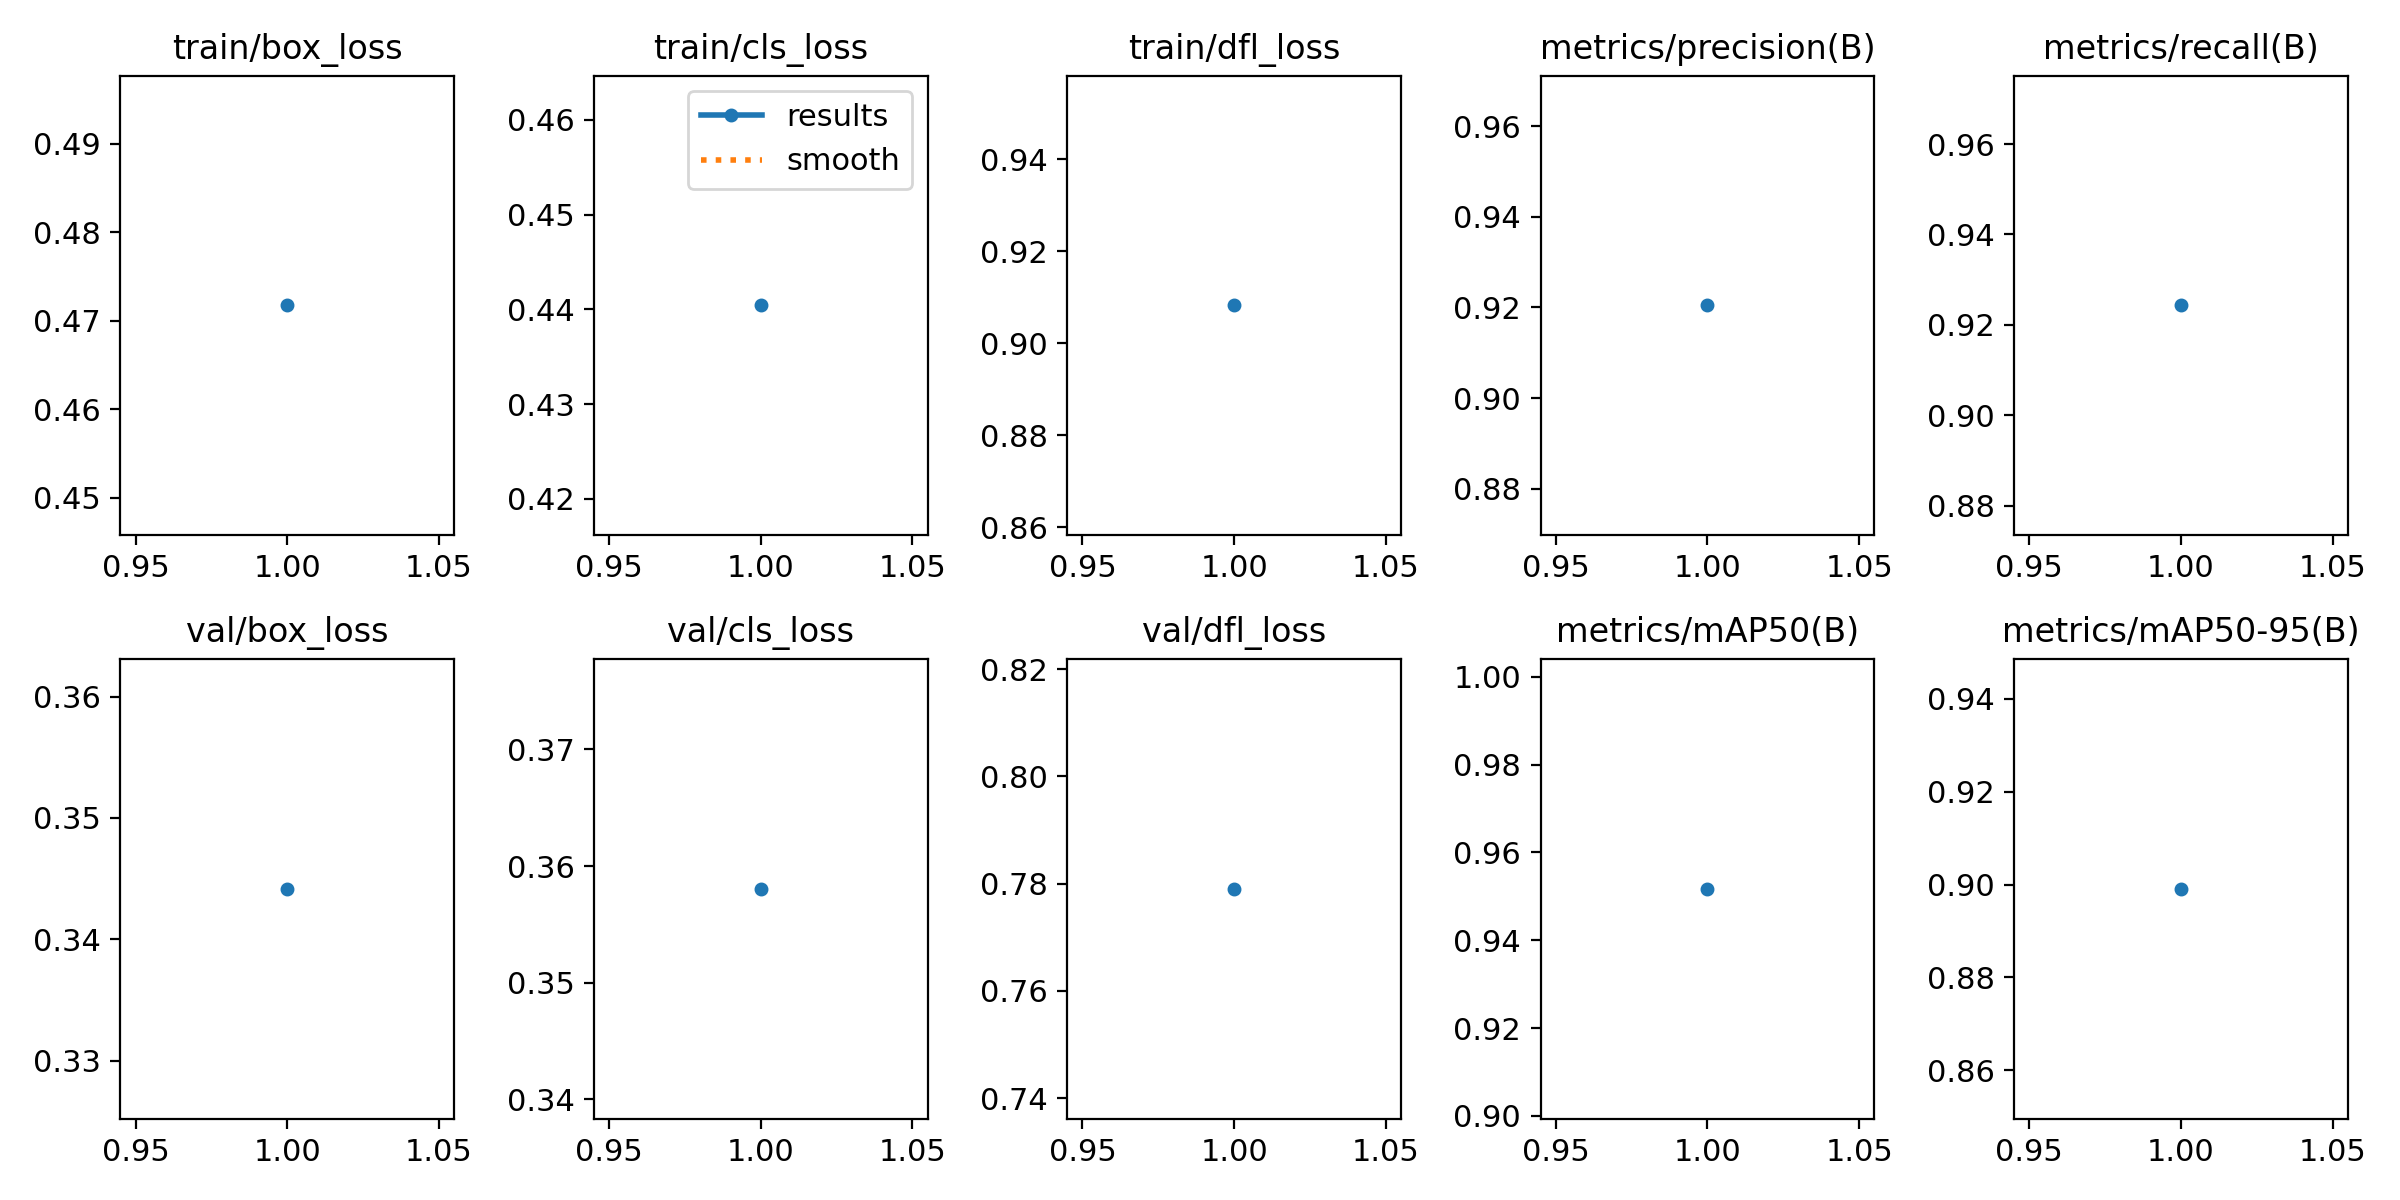 train/box_loss
0.49
0.48
0.47
0.46
0.45
0.95 1.00 1.05
train/cls_loss
results
smooth
0.46
0.45
0.44
0.43
0.42
0.95 1.00 1.05
train/dfl_loss
0.94
0.92
0.90
0.88
0.86
0.95 1.00 1.05
metrics/precision(B)
0.96
0.94
0.92
0.90
0.88
0.95 1.00 1.05
metrics/recall(B)
0.96
0.94
0.92
0.90
0.88
0.95 1.00 1.05
val/box_loss
0.36
0.35
0.34
0.33
0.95 1.00 1.05
val/cls_loss
0.37
0.36
0.35
0.34
0.95 1.00 1.05
val/dfl_loss
0.82
0.80
0.78
0.76
0.74
0.95 1.00 1.05
metrics/mAP50(B)
1.00
0.98
0.96
0.94
0.92
0.90
0.95 1.00 1.05
metrics/mAP50-95(B)
0.94
0.92
0.90
0.88
0.86
0.95 1.00 1.05